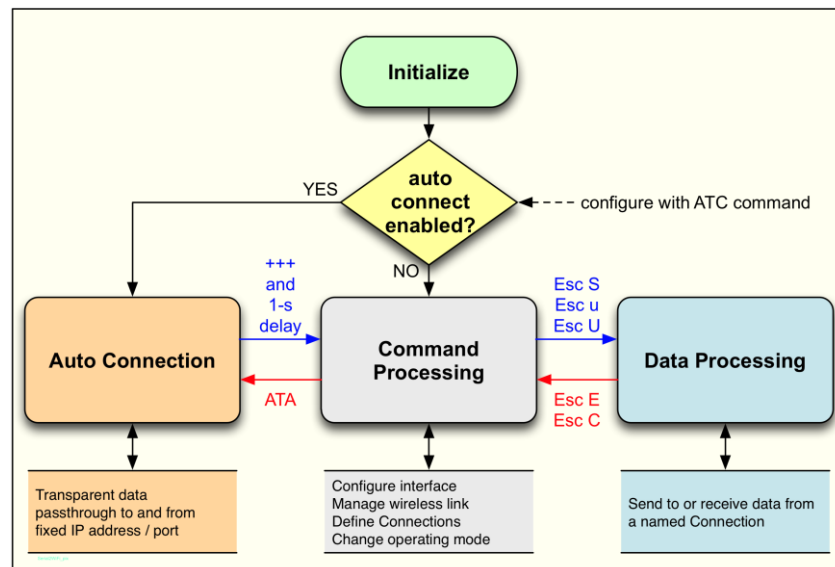 Initialize
auto
connect
enabled?
YES
configure with ATC command
NO
+++
and
1-s
delay
Esc S
Esc u
Esc U
Auto Connection
Command
Processing
Data Processing
ATA
Esc E
Esc C
Transparent data
passthrough to and from
fixed IP address / port
Configure interface
Manage wireless link
Define Connections
Change operating mode
Send to or receive data from
a named Connection